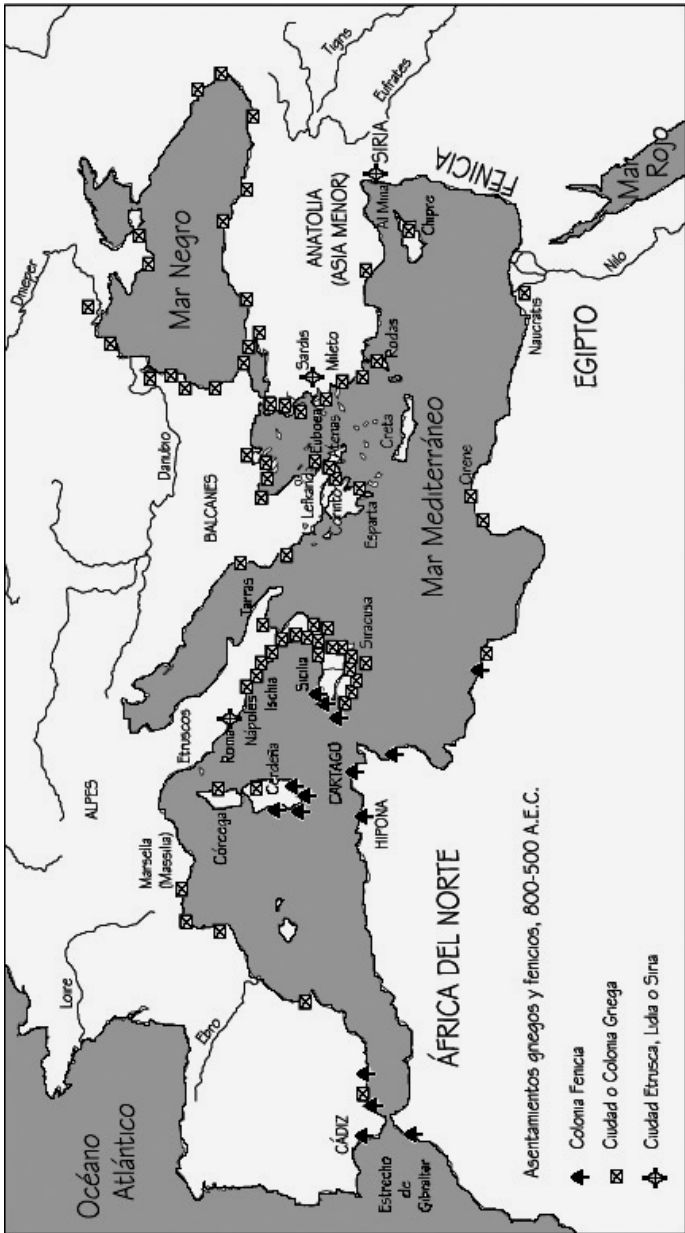 Océano
Atlántico
Loire
Ebro
CÁDIZ
Estrecho
de
Gibraltar
ALPES
Marsella
(Massilia)
Córcega
Cerdeña
Etruscos
Roma
Nápoles
Ischia
Tarras
Sicilia
Siracusa
CARTAGO
HIPONA
ÁFRICA DEL NORTE
BALCANES
Danubio
Dnieper
Mar Negro
Euboea
Atenas
Corinto
Esparta
Creta
Sardis
Mileto
Rodas
ANATOLIA
(ASIA MENOR)
Tigris
Eufrates
SIRIA
Al Mina
Chipre
FENICIA
Mar Mediterráneo
Cirene
Naucratis
EGIPTO
Nilo
Mar
Rojo
Asentamientos griegos y fenicios, 800-500 A.E.C.
Colonia Fenicia
Ciudad o Colonia Griega
Ciudad Etrusca, Lidia o Siria